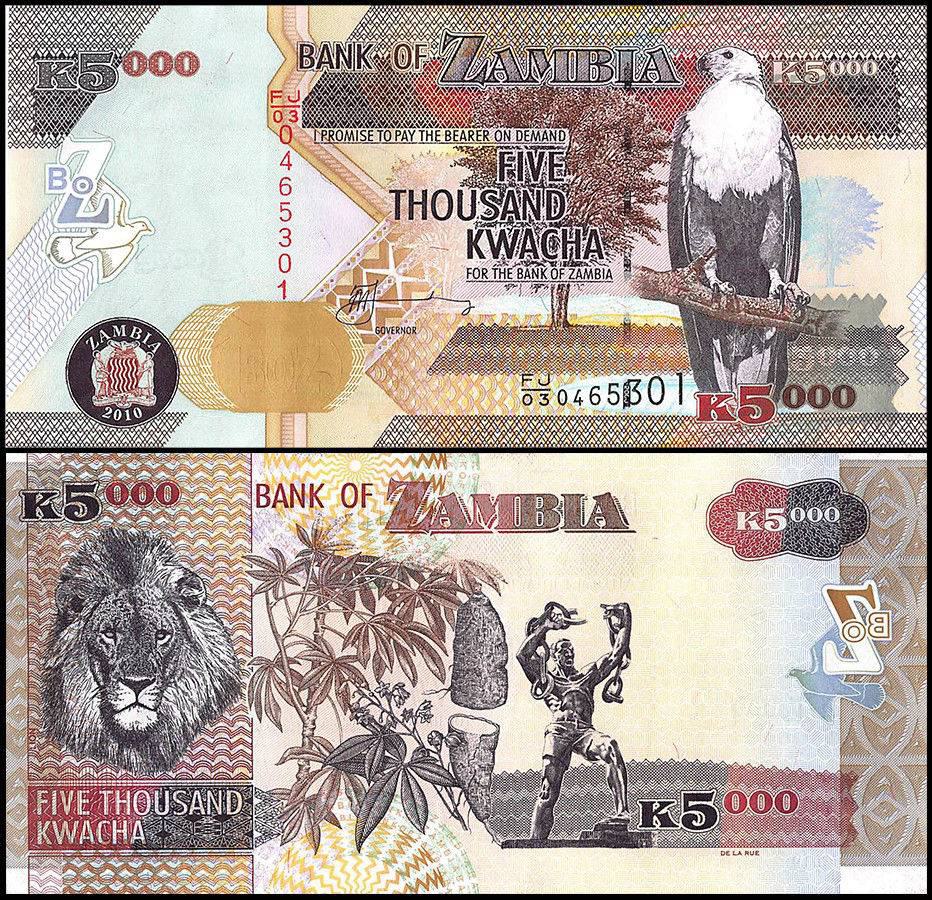 K5000
BANK OF ZAMBIA
K5000
FJ/03 0465301
I PROMISE TO PAY THE BEARER ON DEMAND
FIVE
THOUSAND
KWACHA
FOR THE BANK OF ZAMBIA
BoZ
GOVERNOR
ZAMBIA
2010
FJ/03 0465301
K5000
K5000
BANK OF ZAMBIA
K5000
BoZ
LION
FIVE THOUSAND
KWACHA
K5000
DE LA RUE